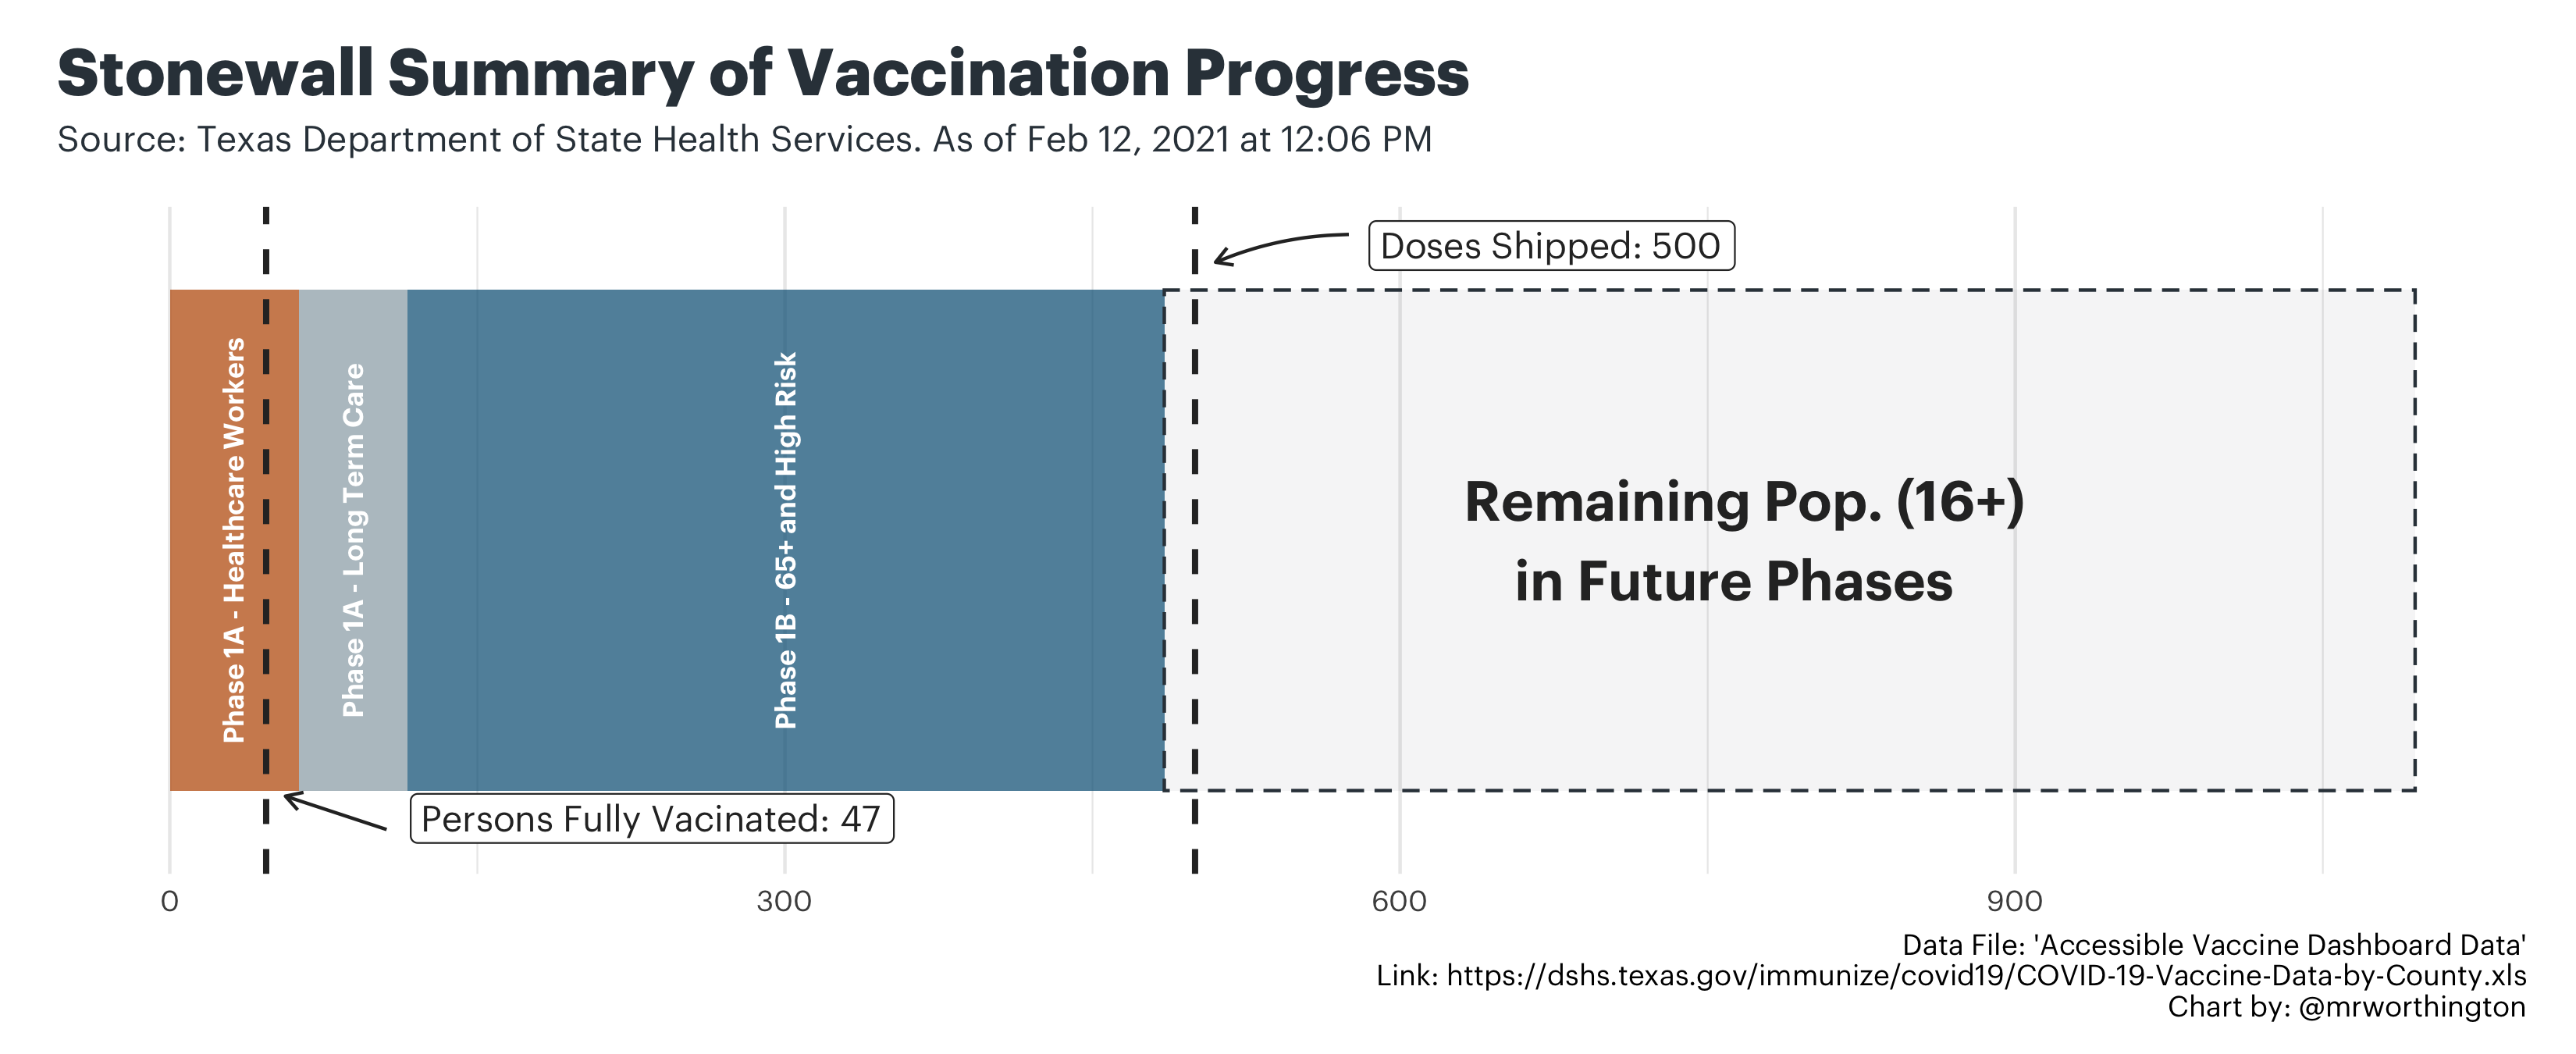 Stonewall Summary of Vaccination Progress
Source: Texas Department of State Health Services. As of Feb 12, 2021 at 12:06 PM
Doses Shipped: 500
Phase 1A - Healthcare Workers
Phase 1A - Long Term Care
Phase 1B - 65+ and High Risk
Remaining Pop. (16+)
in Future Phases
Persons Fully Vacinated: 47
0
300
600
900
Data File: 'Accessible Vaccine Dashboard Data'
Link: https://dshs.texas.gov/immunize/covid19/COVID-19-Vaccine-Data-by-County.xls
Chart by: @mrworthington